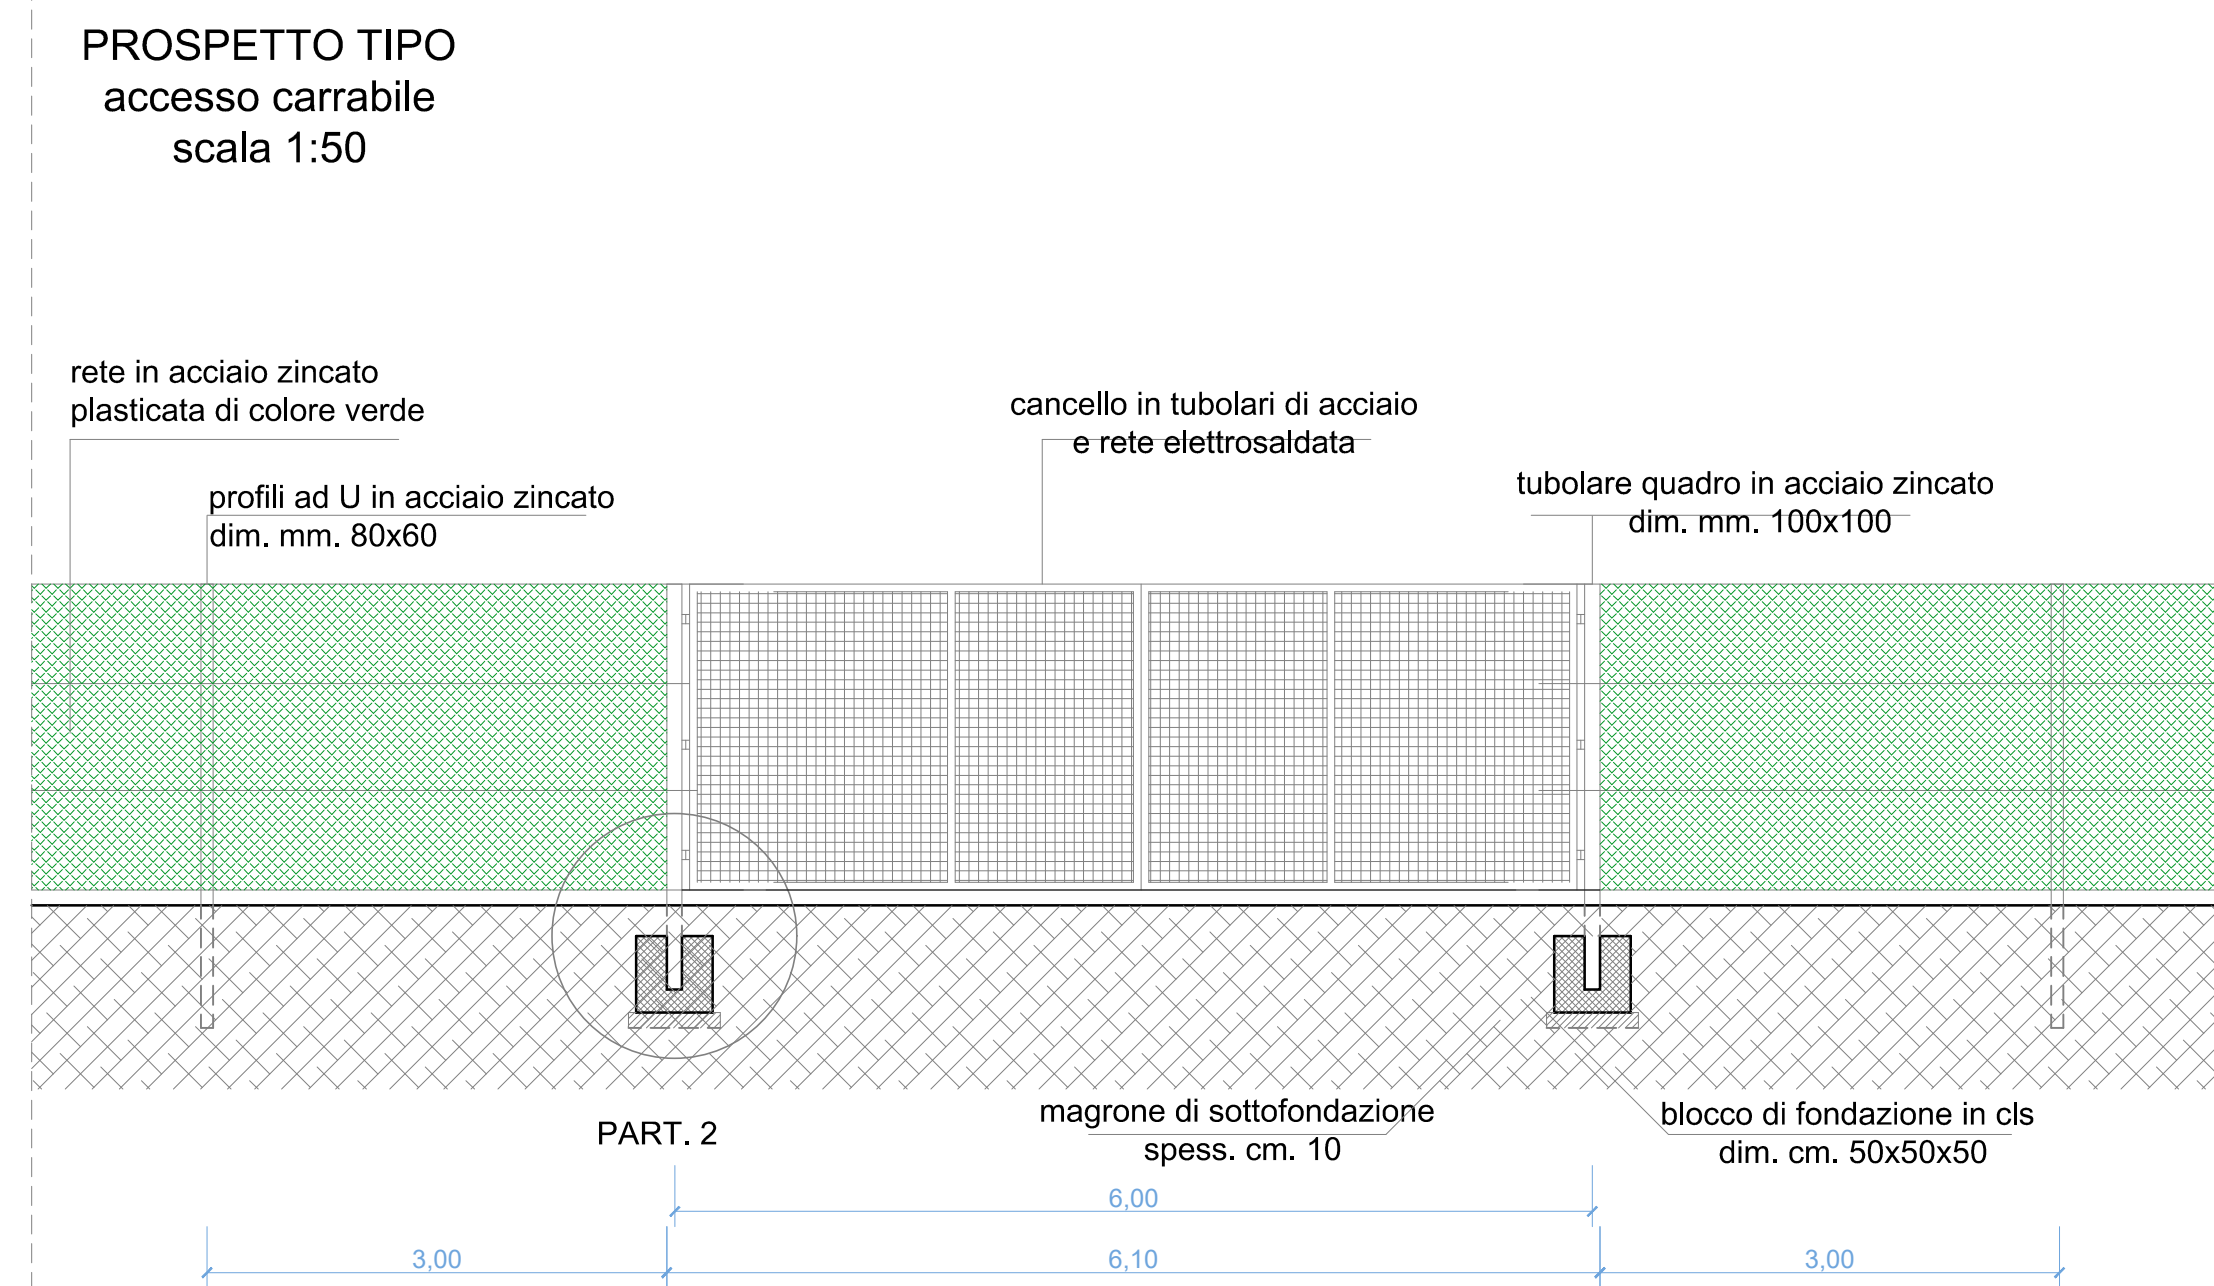 PROSPETTO TIPO
accesso carrabile
scala 1:50
rete in acciaio zincato
plasticata di colore verde
cancello in tubolari di acciaio
e rete elettrosaldata
profili ad U in acciaio zincato
dim. mm. 80x60
tubolare quadro in acciaio zincato
dim. mm. 100x100
PART. 2
magrone di sottofondazione
spess. cm. 10
blocco di fondazione in cls
dim. cm. 50x50x50
6,00
3,00
6,10
3,00